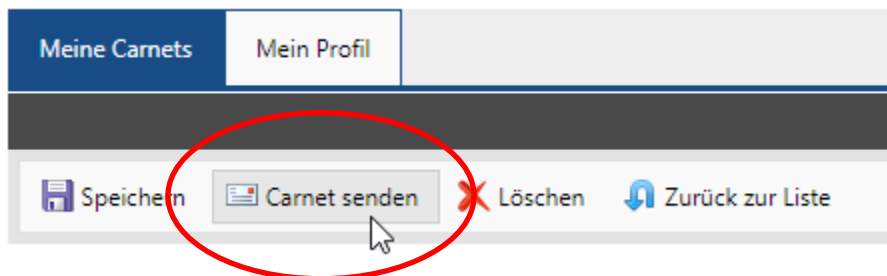 Meine Carnets Mein Profil
Speichern Carnet senden Löschen Zurück zur Liste